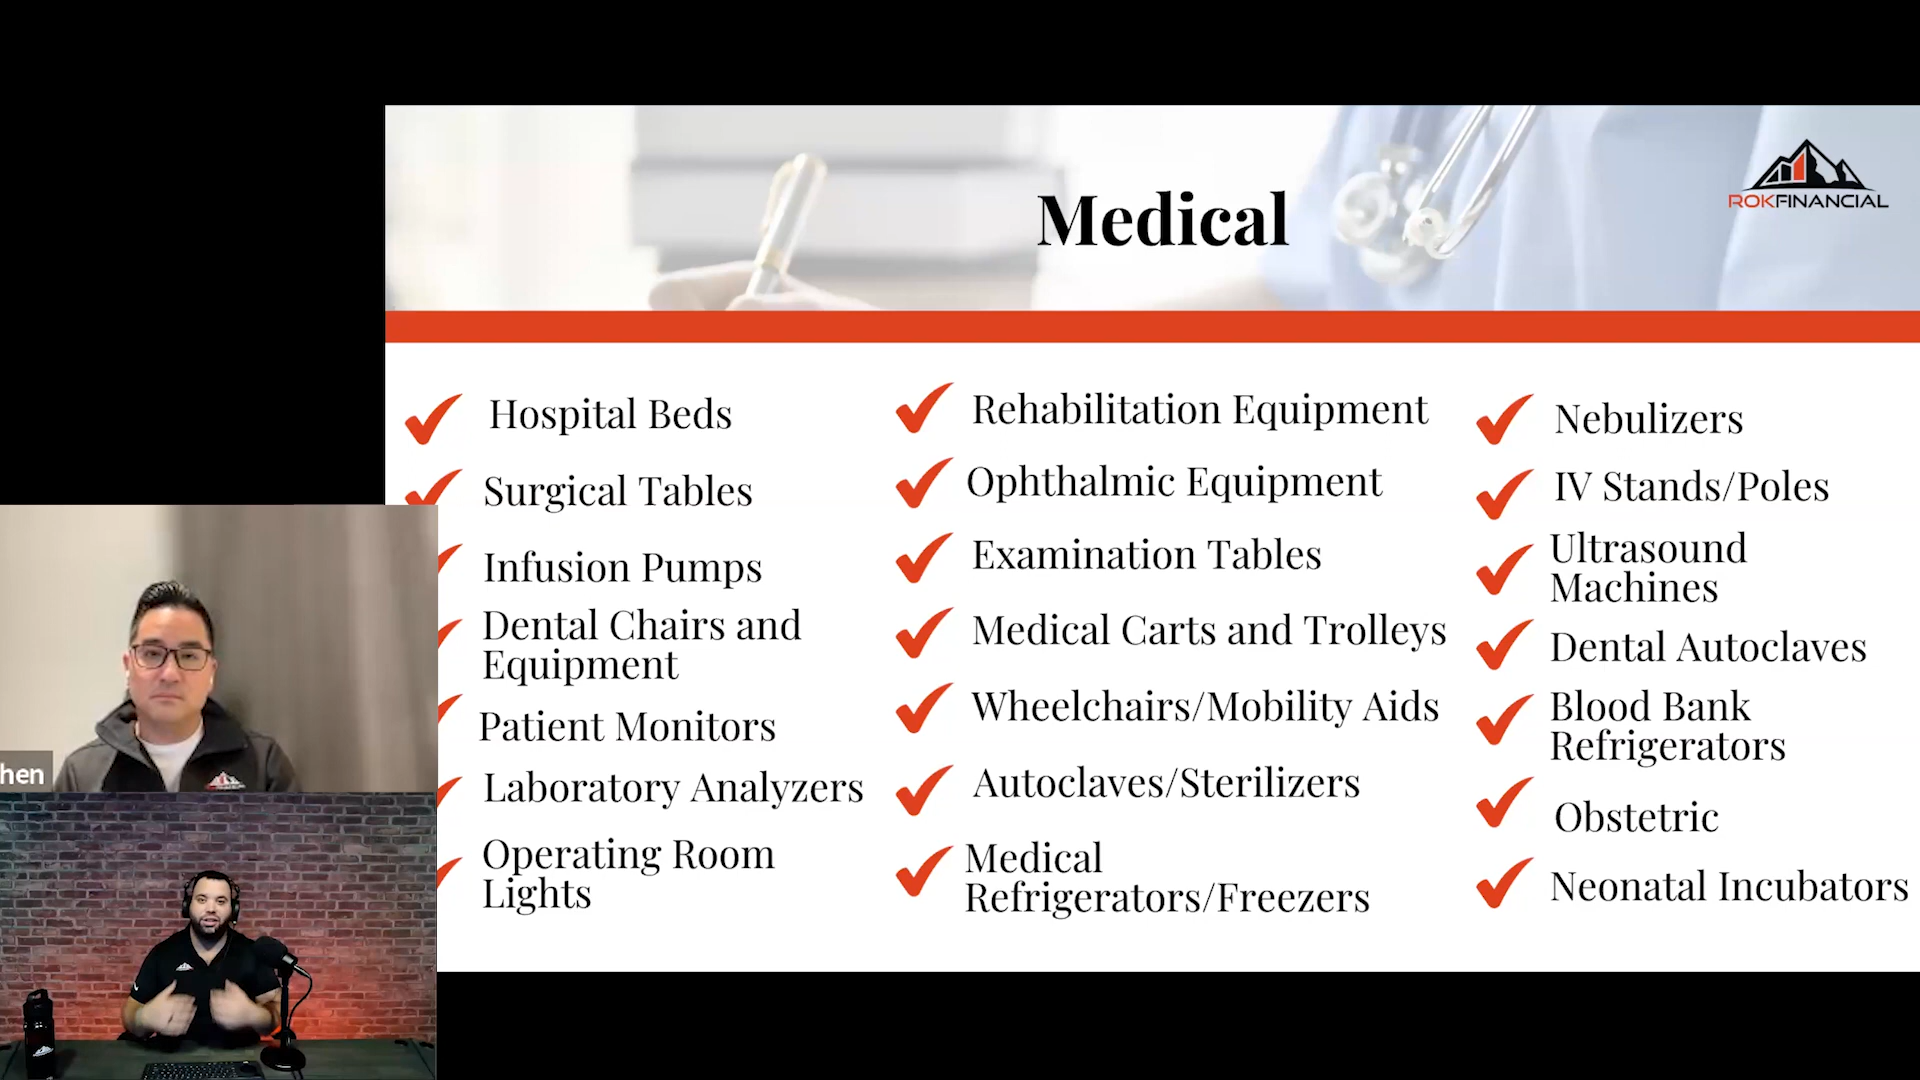 Medical
ROKFINANCIAL
Hospital Beds
Surgical Tables
Infusion Pumps
Dental Chairs and
Equipment
Patient Monitors
Laboratory Analyzers
Operating Room
Lights
Rehabilitation Equipment
Ophthalmic Equipment
Examination Tables
Medical Carts and Trolleys
Wheelchairs/Mobility Aids
Autoclaves/Sterilizers
Medical
Refrigerators/Freezers
Nebulizers
IV Stands/Poles
Ultrasound
Machines
Dental Autoclaves
Blood Bank
Refrigerators
Obstetric
Neonatal Incubators
hen